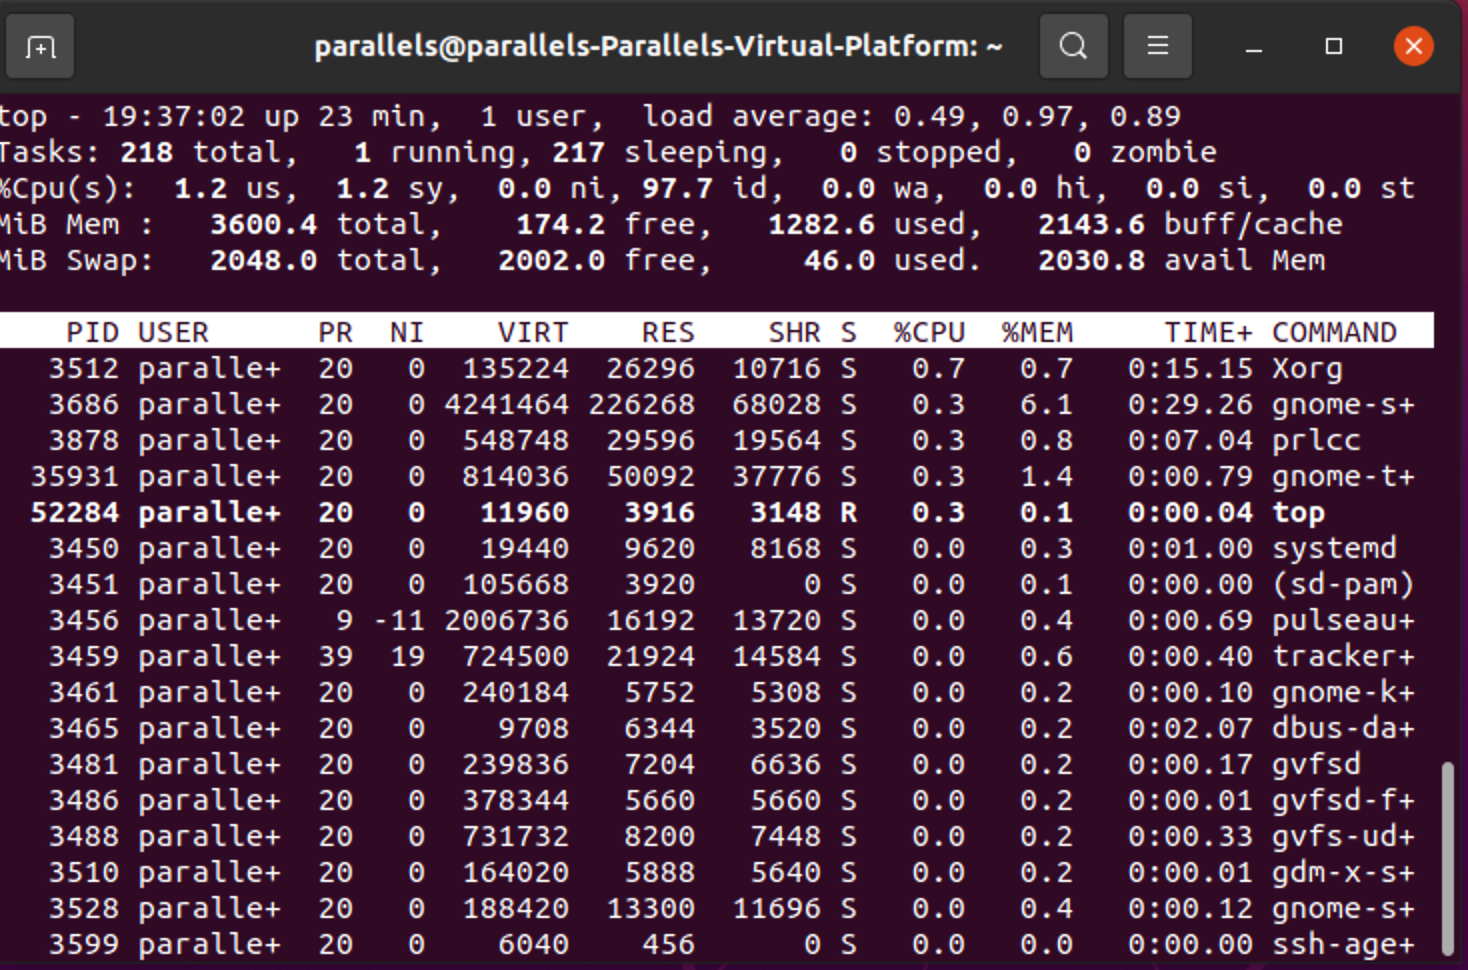 parallels@parallels-Parallels-Virtual-Platform: ~
top - 19:37:02 up 23 min,  1 user,  load average: 0.49, 0.97, 0.89
Tasks: 218 total,   1 running, 217 sleeping,   0 stopped,   0 zombie
%Cpu(s):  1.2 us,  1.2 sy,  0.0 ni, 97.7 id,  0.0 wa,  0.0 hi,  0.0 si,  0.0 st
MiB Mem :   3600.4 total,    174.2 free,   1282.6 used,   2143.6 buff/cache
MiB Swap:   2048.0 total,   2002.0 free,     46.0 used.   2030.8 avail Mem
PID USER      PR  NI    VIRT    RES    SHR S  %CPU  %MEM     TIME+ COMMAND
3512 paralle+  20   0  135224  26296  10716 S   0.7   0.7   0:15.15 Xorg
3686 paralle+  20   0 4241464 226268  68028 S   0.3   6.1   0:29.26 gnome-s+
3878 paralle+  20   0  548748  29596  19564 S   0.3   0.8   0:07.04 prlcc
35931 paralle+  20   0  814036  50092  37776 S   0.3   1.4   0:00.79 gnome-t+
52284 paralle+  20   0   11960   3916   3148 R   0.3   0.1   0:00.04 top
3450 paralle+  20   0   19440   9620   8168 S   0.0   0.3   0:01.00 systemd
3451 paralle+  20   0  105668   3920      0 S   0.0   0.1   0:00.00 (sd-pam)
3456 paralle+   9 -11 2006736  16192  13720 S   0.0   0.4   0:00.69 pulseau+
3459 paralle+  39  19  724500  21924  14584 S   0.0   0.6   0:00.40 tracker+
3461 paralle+  20   0  240184   5752   5308 S   0.0   0.2   0:00.10 gnome-k+
3465 paralle+  20   0    9708   6344   3520 S   0.0   0.2   0:02.07 dbus-da+
3481 paralle+  20   0  239836   7204   6636 S   0.0   0.2   0:00.17 gvfsd
3486 paralle+  20   0  378344   5660   5660 S   0.0   0.2   0:00.01 gvfsd-f+
3488 paralle+  20   0  731732   8200   7448 S   0.0   0.2   0:00.33 gvfs-ud+
3510 paralle+  20   0  164020   5888   5640 S   0.0   0.2   0:00.01 gdm-x-s+
3528 paralle+  20   0  188420  13300  11696 S   0.0   0.4   0:00.12 gnome-s+
3599 paralle+  20   0    6040    456      0 S   0.0   0.0   0:00.00 ssh-age+